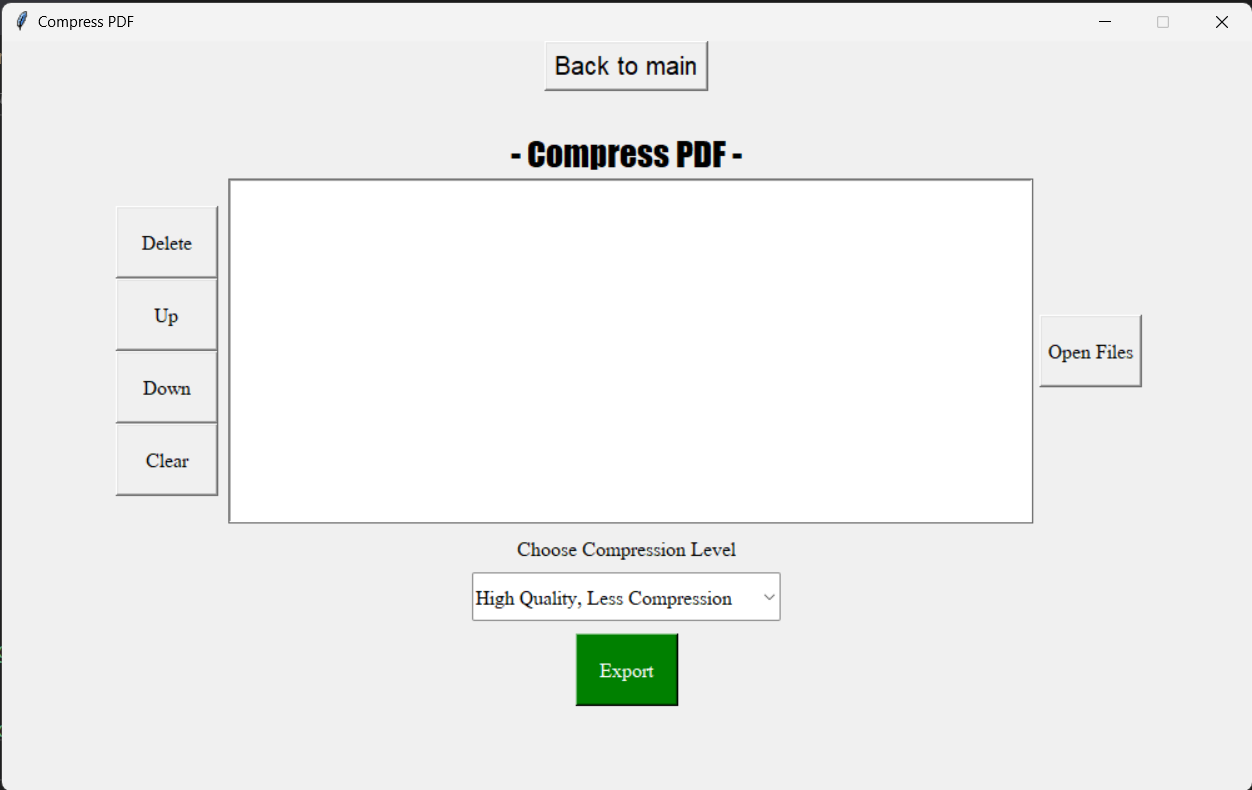 Compress PDF
Back to main
- Compress PDF -
Delete
Up
Down
Clear
Open Files
Choose Compression Level
High Quality, Less Compression
Export